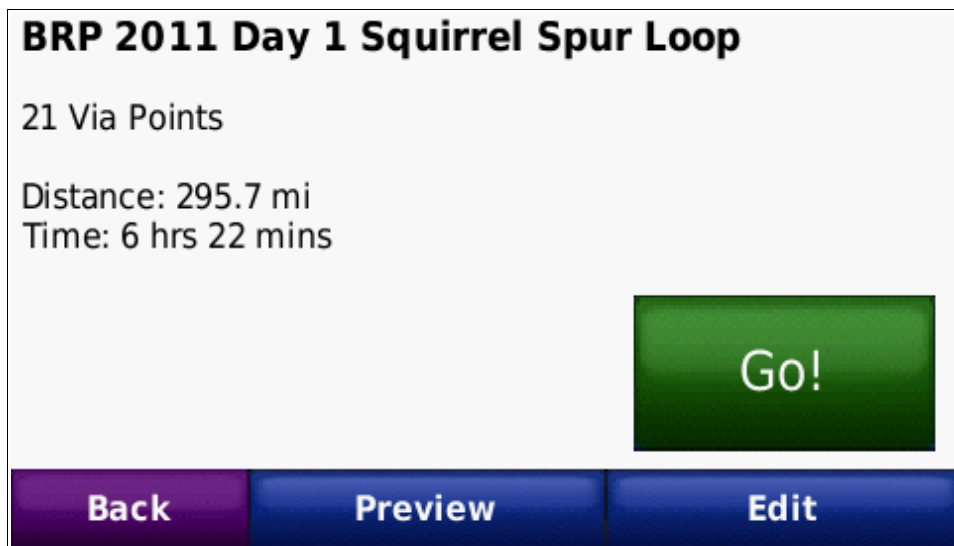 BRP 2011 Day 1 Squirrel Spur Loop
21 Via Points
Distance: 295.7 mi
Time: 6 hrs 22 mins
Go!
Back Preview Edit